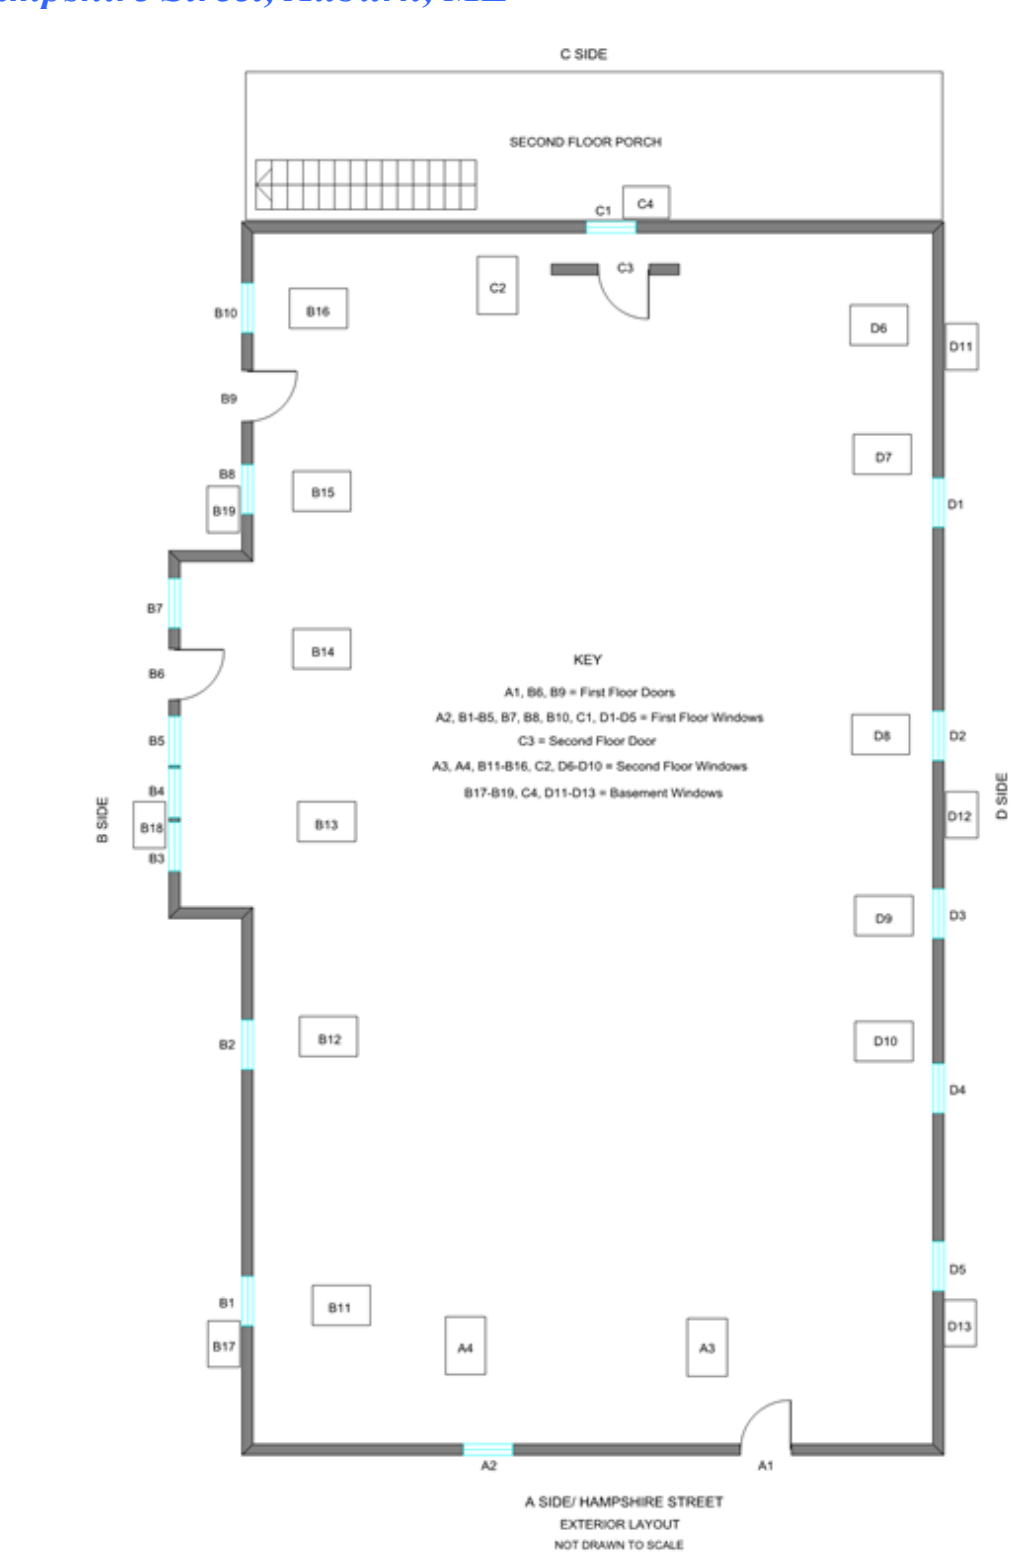 Hampshire Street, Auburn, ME
C SIDE
SECOND FLOOR PORCH
C4
C1
C3
C2
B16
B10
D6
D11
B9
D7
B8
B15
B19
D1
B7
B14
B6
KEY
A1, B6, B9 = First Floor Doors
A2, B1-B5, B7, B8, B10, C1, D1-D5 = First Floor Windows
C3 = Second Floor Door
A3, A4, B11-B16, C2, D6-D10 = Second Floor Windows
B17-B19, C4, D11-D13 = Basement Windows
B5
D8
D2
B4
B SIDE
D SIDE
B18
B13
D12
B3
D9
D3
B2
B12
D10
D4
D5
B1
B11
B17
A4
A3
D13
A2
A1
A SIDE/ HAMPSHIRE STREET
EXTERIOR LAYOUT
NOT DRAWN TO SCALE